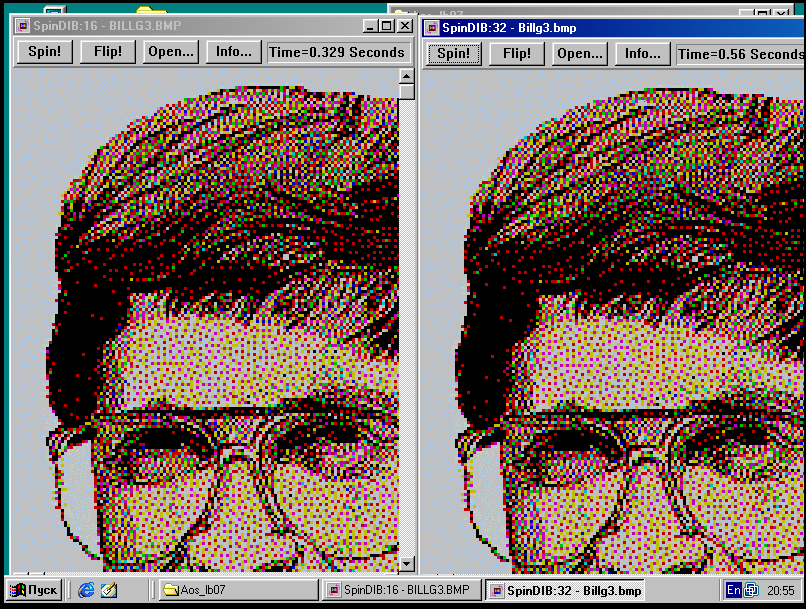 Aos_lb07
SpinDIB:16 - BILLG3.BMP
Spin! Flip! Open... Info... Time=0.329 Seconds
SpinDIB:32 - Billg3.bmp
Spin! Flip! Open... Info... Time=0.56 Seconds
Пуск Aos_lb07 SpinDIB:16 - BILLG3.BMP SpinDIB:32 - Billg3.bmp En 20:55